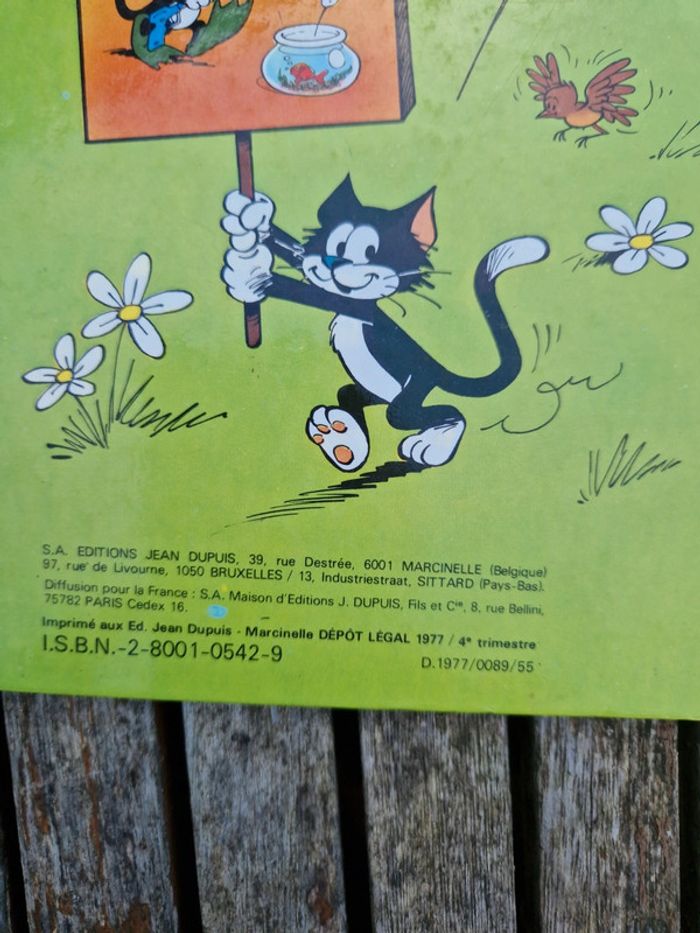 S.A. EDITIONS JEAN DUPUIS, 39, rue Destrée, 6001 MARCINELLE (Belgique)
97, rue de Livourne, 1050 BRUXELLES / 13, Industriestraat, SITTARD (Pays-Bas).
Diffusion pour la France : S.A. Maison d'Editions J. DUPUIS, Fils et Cie, 8, rue Bellini,
75782 PARIS Cedex 16.
Imprimé aux Ed. Jean Dupuis - Marcinelle DÉPÔT LÉGAL 1977 / 4e trimestre
I.S.B.N.-2-8001-0542-9
D.1977/0089/55